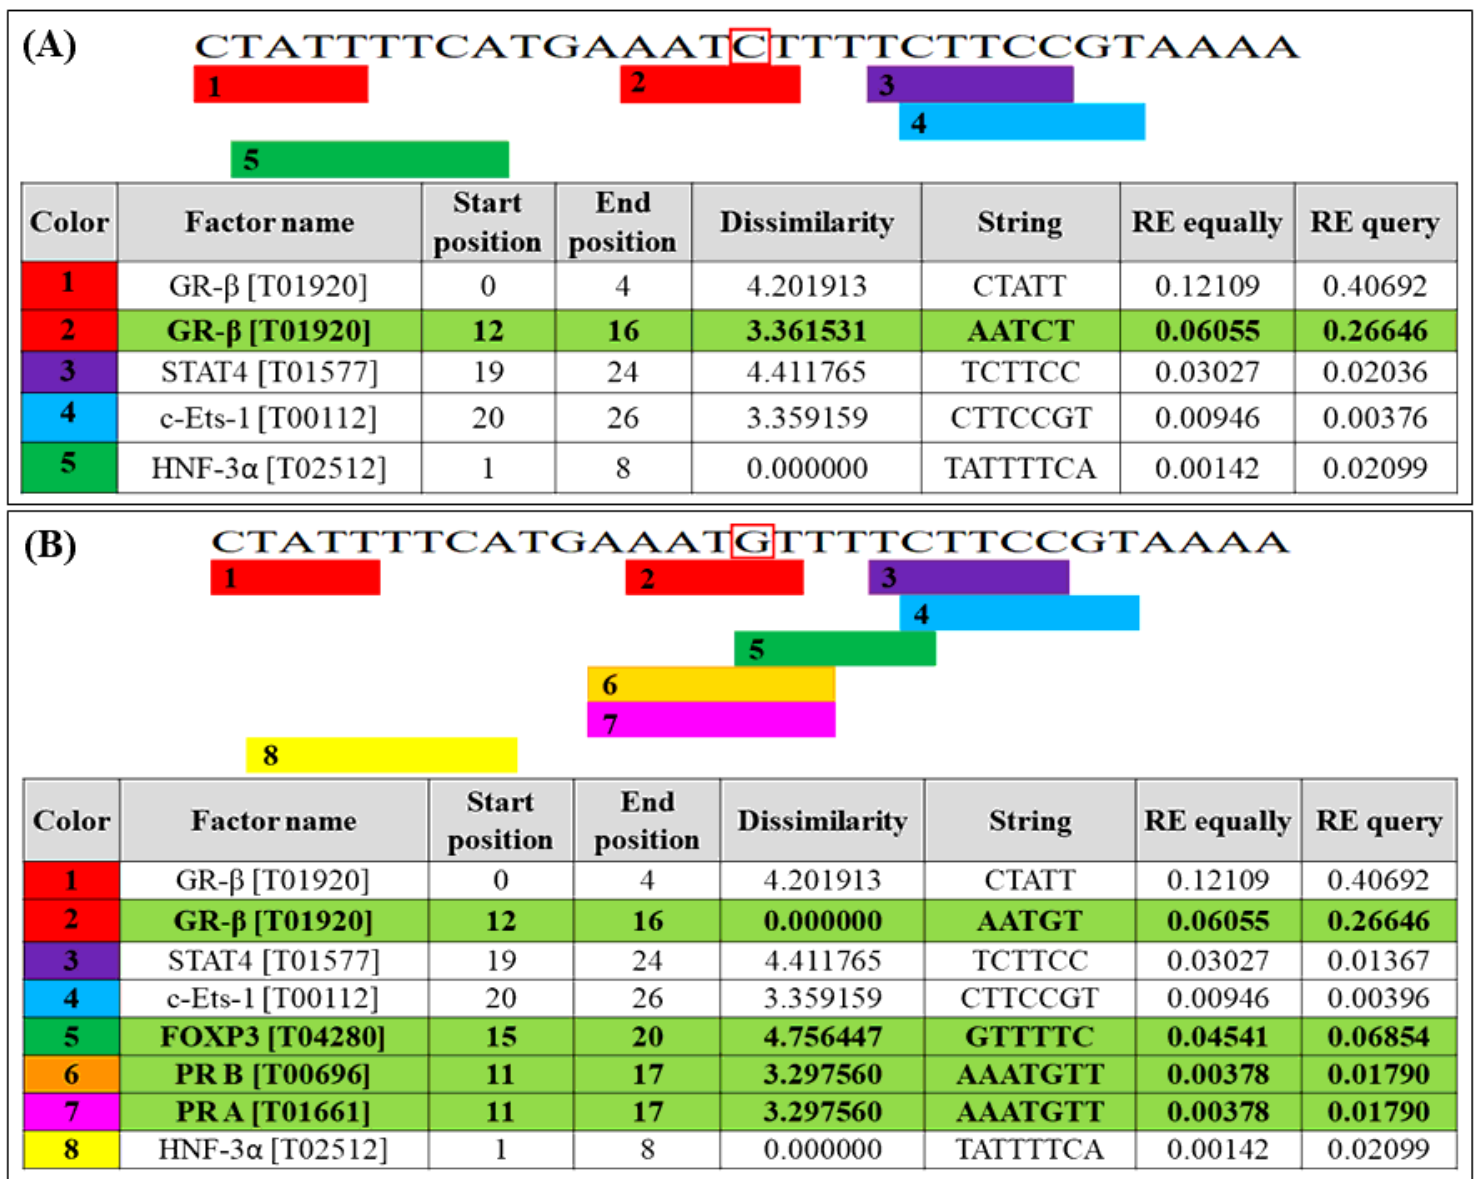 (A) CTATTTTCATGAAATCTTTTCTTCCGTAAAA
1 2 3
4
5
Color Factor name Start position End position Dissimilarity String RE equally RE query
1 GR-β [T01920] 0 4 4.201913 CTATT 0.12109 0.40692
2 GR-β [T01920] 12 16 3.361531 AATCT 0.06055 0.26646
3 STAT4 [T01577] 19 24 4.411765 TCTTCC 0.03027 0.02036
4 c-Ets-1 [T00112] 20 26 3.359159 CTTCCGT 0.00946 0.00376
5 HNF-3α [T02512] 1 8 0.000000 TATTTTCA 0.00142 0.02099
(B) CTATTTTCATGAAATGTTTTCTTCCGTAAAA
1 2 3
4
5
6
7
8
Color Factor name Start position End position Dissimilarity String RE equally RE query
1 GR-β [T01920] 0 4 4.201913 CTATT 0.12109 0.40692
2 GR-β [T01920] 12 16 0.000000 AATGT 0.06055 0.26646
3 STAT4 [T01577] 19 24 4.411765 TCTTCC 0.03027 0.01367
4 c-Ets-1 [T00112] 20 26 3.359159 CTTCCGT 0.00946 0.00396
5 FOXP3 [T04280] 15 20 4.756447 GTTTTC 0.04541 0.06854
6 PR B [T00696] 11 17 3.297560 AAATGTT 0.00378 0.01790
7 PR A [T01661] 11 17 3.297560 AAATGTT 0.00378 0.01790
8 HNF-3α [T02512] 1 8 0.000000 TATTTTCA 0.00142 0.02099